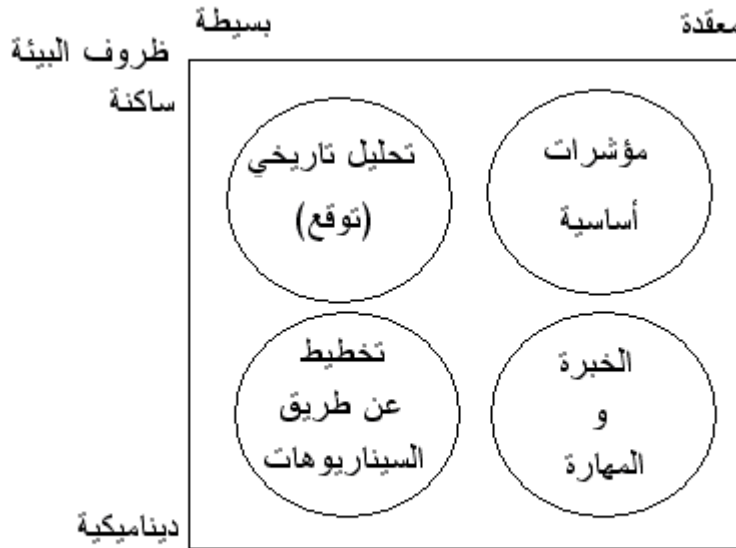 معقدة
بسيطة
ظروف البيئة
ساكنة
مؤشرات
أساسية
تحليل تاريخي
(توقع)
الخبرة
و
المهارة
تخطيط
عن طريق
السيناريوهات
ديناميكية